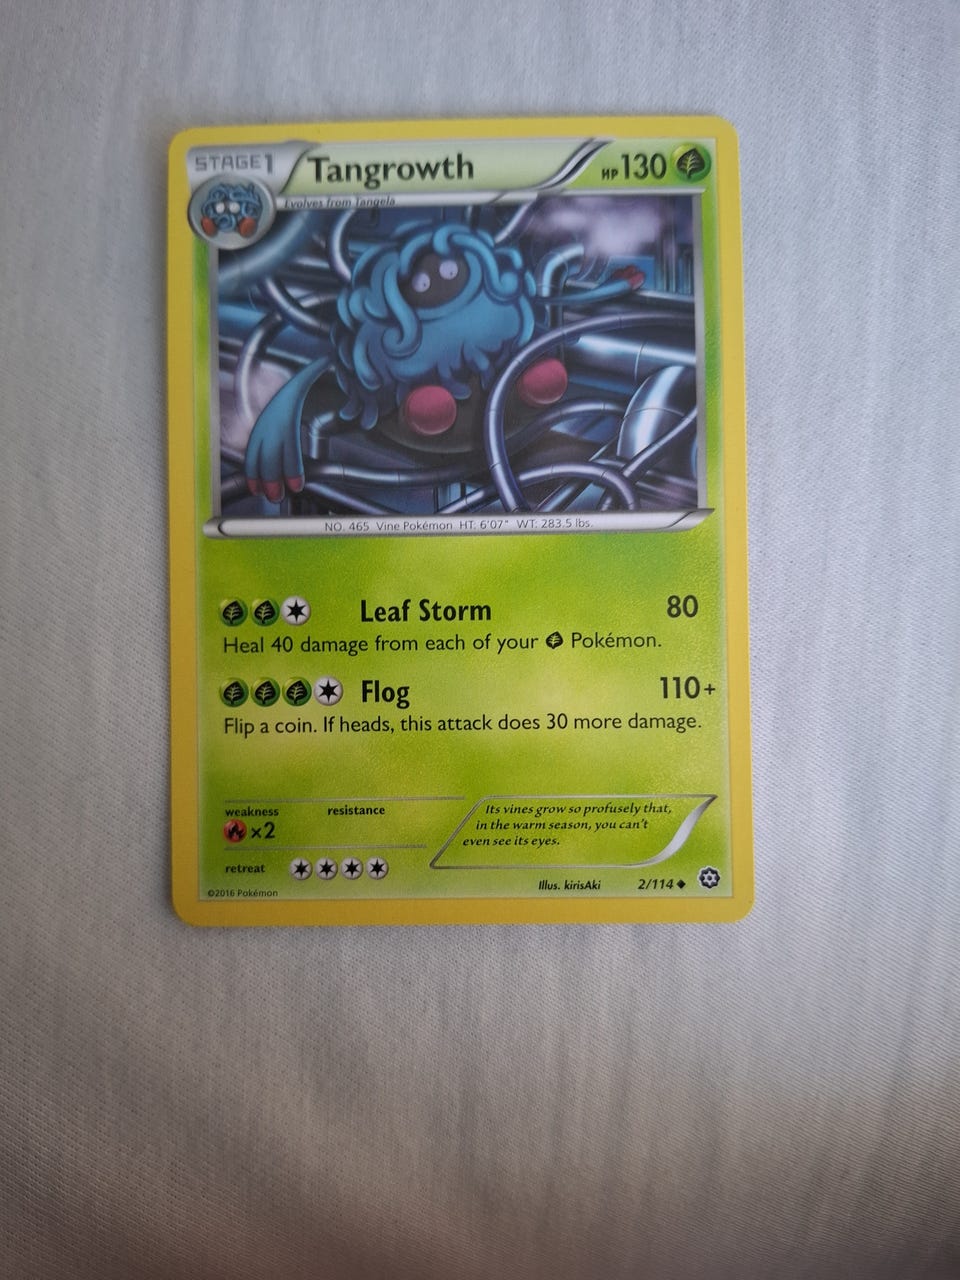 STAGE1 Tangrowth HP130
Evolves from Tangela
NO. 465 Vine Pokémon HT: 6'07" WT: 283.5 lbs.
Leaf Storm 80
Heal 40 damage from each of your Pokémon.
Flog 110+
Flip a coin. If heads, this attack does 30 more damage.
weakness resistance
×2
retreat
Its vines grow so profusely that,
in the warm season, you can't
even see its eyes.
©2016 Pokémon
Illus. kirisAki 2/114